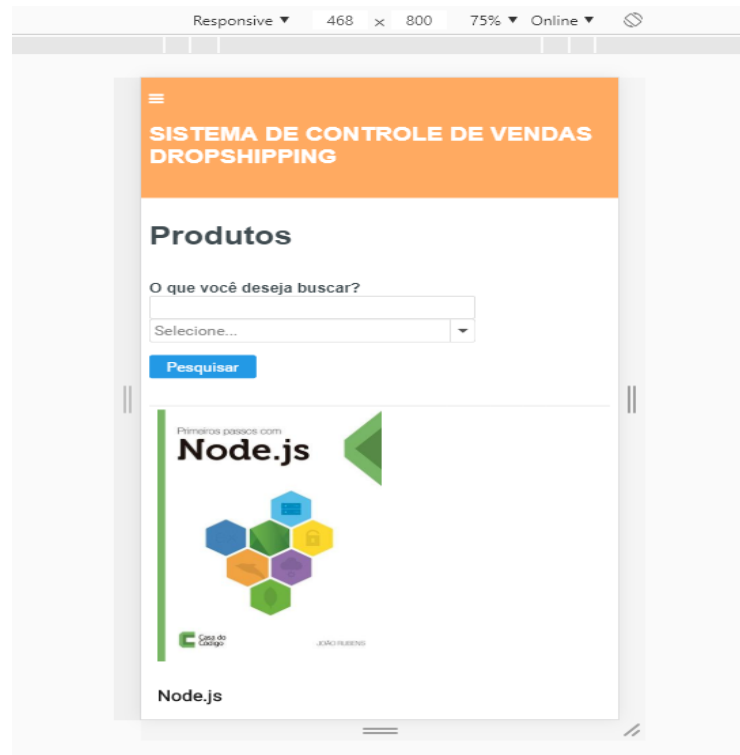 Responsive ▼ 468 × 800 75% ▼ Online ▼
SISTEMA DE CONTROLE DE VENDAS
DROPSHIPPING
Produtos
O que você deseja buscar?
Selecione...
Pesquisar
Primeiros passos com
Node.js
Casa do
Código
JOÃO RUBENS
Node.js